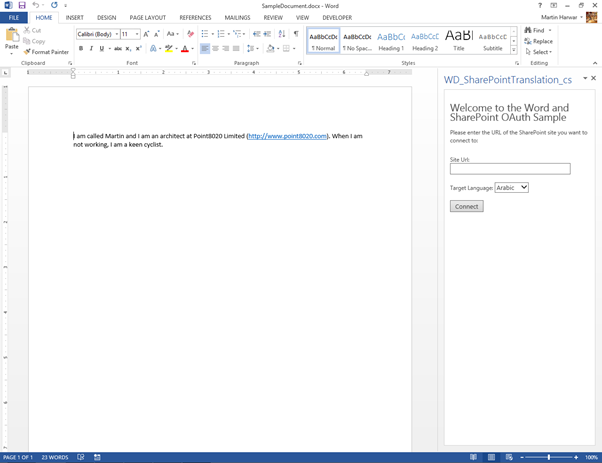 SampleDocument.docx - Word
FILE HOME INSERT DESIGN PAGE LAYOUT REFERENCES MAILINGS REVIEW VIEW DEVELOPER Martin Harwar
Paste
Cut
Copy
Format Painter
Clipboard
Calibri (Body) 11
Font
Paragraph
AaBbCcDc AaBbCcDc AaBbCc AaBbCcD AaBl AaBbCcD
¶ Normal ¶ No Spac... Heading 1 Heading 2 Title Subtitle
Styles
Find
Replace
Select
Editing
I am called Martin and I am an architect at Point8020 Limited (http://www.point8020.com). When I am
not working, I am a keen cyclist.
WD_SharePointTranslation_cs
Welcome to the Word and
SharePoint OAuth Sample
Please enter the URL of the SharePoint site you want to
connect to:
Site Url:
Target Language: Arabic
Connect
PAGE 1 OF 1 23 WORDS 100%